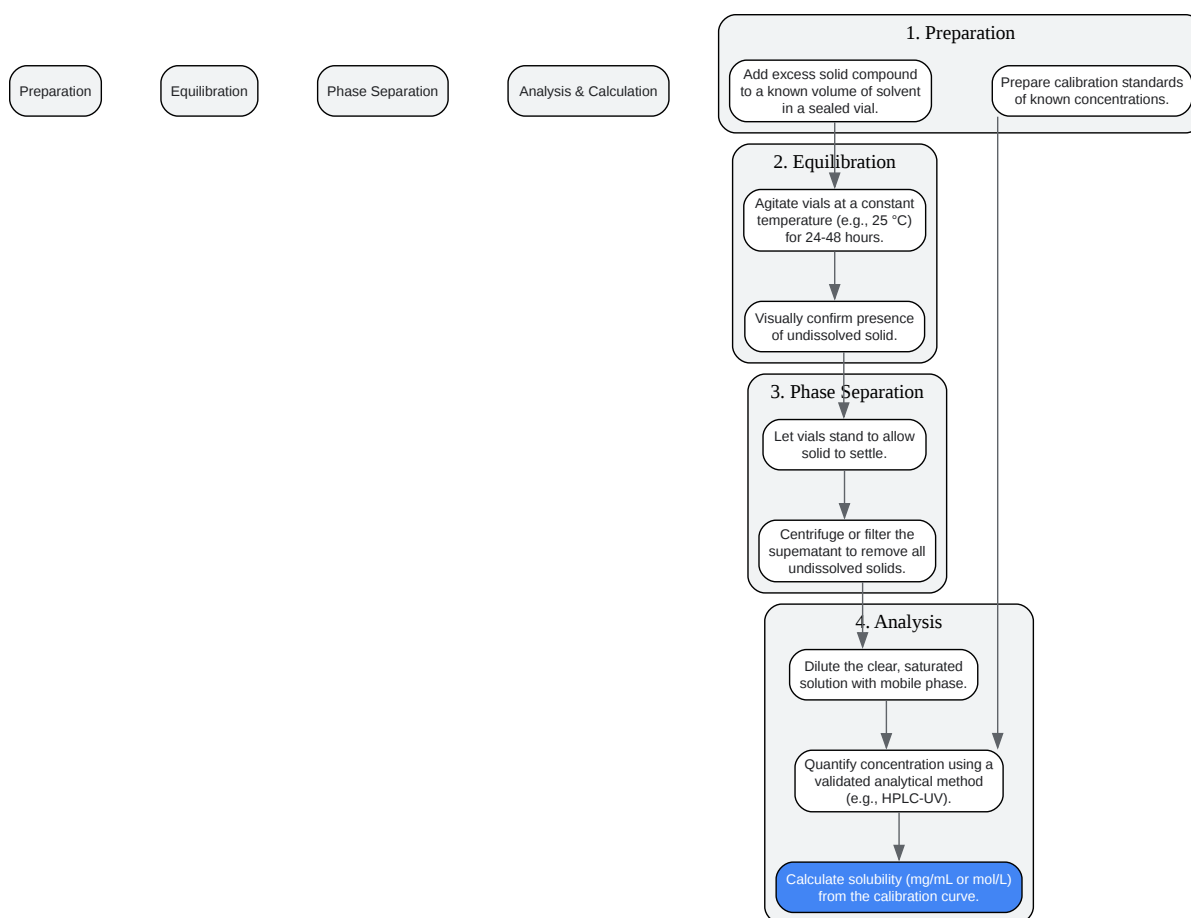 Preparation
Equilibration
Phase Separation
Analysis & Calculation
1. Preparation
Add excess solid compound
to a known volume of solvent
in a sealed vial.
Prepare calibration standards
of known concentrations.
2. Equilibration
Agitate vials at a constant
temperature (e.g., 25 °C)
for 24-48 hours.
Visually confirm presence
of undissolved solid.
3. Phase Separation
Let vials stand to allow
solid to settle.
Centrifuge or filter the
supernatant to remove all
undissolved solids.
4. Analysis
Dilute the clear, saturated
solution with mobile phase.
Quantify concentration using a
validated analytical method
(e.g., HPLC-UV).
Calculate solubility (mg/mL or mol/L)
from the calibration curve.